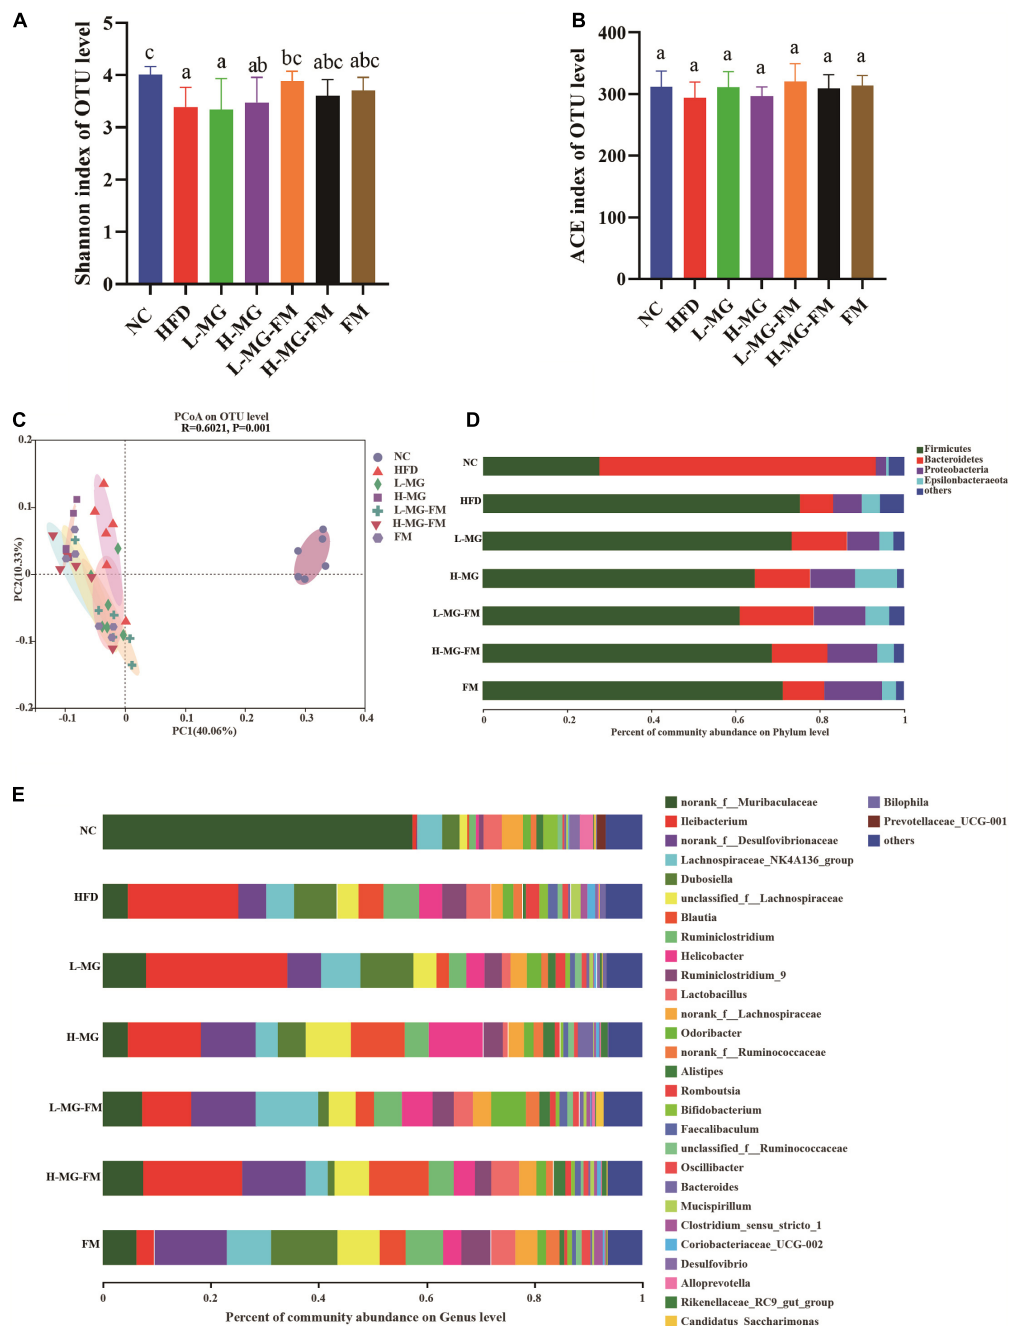 A
Shannon index of OTU level
5
4
3
2
1
0
c
a
a
ab
bc
abc
abc
NC
HFD
L-MG
H-MG
L-MG-FM
H-MG-FM
FM
B
ACE index of OTU level
400
300
200
100
0
a
a
a
a
a
a
a
NC
HFD
L-MG
H-MG
L-MG-FM
H-MG-FM
FM
C
PCoA on OTU level
R=0.6021, P=0.001
PC2(10.33%)
0.2
0.1
0
-0.1
-0.2
-0.1
0
0.1
0.2
0.3
0.4
PC1(40.06%)
NC
HFD
L-MG
H-MG
L-MG-FM
H-MG-FM
FM
D
NC
HFD
L-MG
H-MG
L-MG-FM
H-MG-FM
FM
0
0.2
0.4
0.6
0.8
1
Percent of community abundance on Phylum level
Firmicutes
Bacteroidetes
Proteobacteria
Epsilonbacteraeota
others
E
NC
HFD
L-MG
H-MG
L-MG-FM
H-MG-FM
FM
0
0.2
0.4
0.6
0.8
1
Percent of community abundance on Genus level
norank_f__Muribaculaceae
Ileibacterium
norank_f__Desulfovibrionaceae
Lachnospiraceae_NK4A136_group
Dubosiella
unclassified_f__Lachnospiraceae
Blautia
Ruminiclostridium
Helicobacter
Ruminiclostridium_9
Lactobacillus
norank_f__Lachnospiraceae
Odoribacter
norank_f__Ruminococcaceae
Alistipes
Romboutsia
Bifidobacterium
Faecalibaculum
unclassified_f__Ruminococcaceae
Oscillibacter
Bacteroides
Mucispirillum
Clostridium_sensu_stricto_1
Coriobacteriaceae_UCG-002
Desulfovibrio
Alloprevotella
Rikenellaceae_RC9_gut_group
Candidatus_Saccharimonas
Bilophila
Prevotellaceae_UCG-001
others